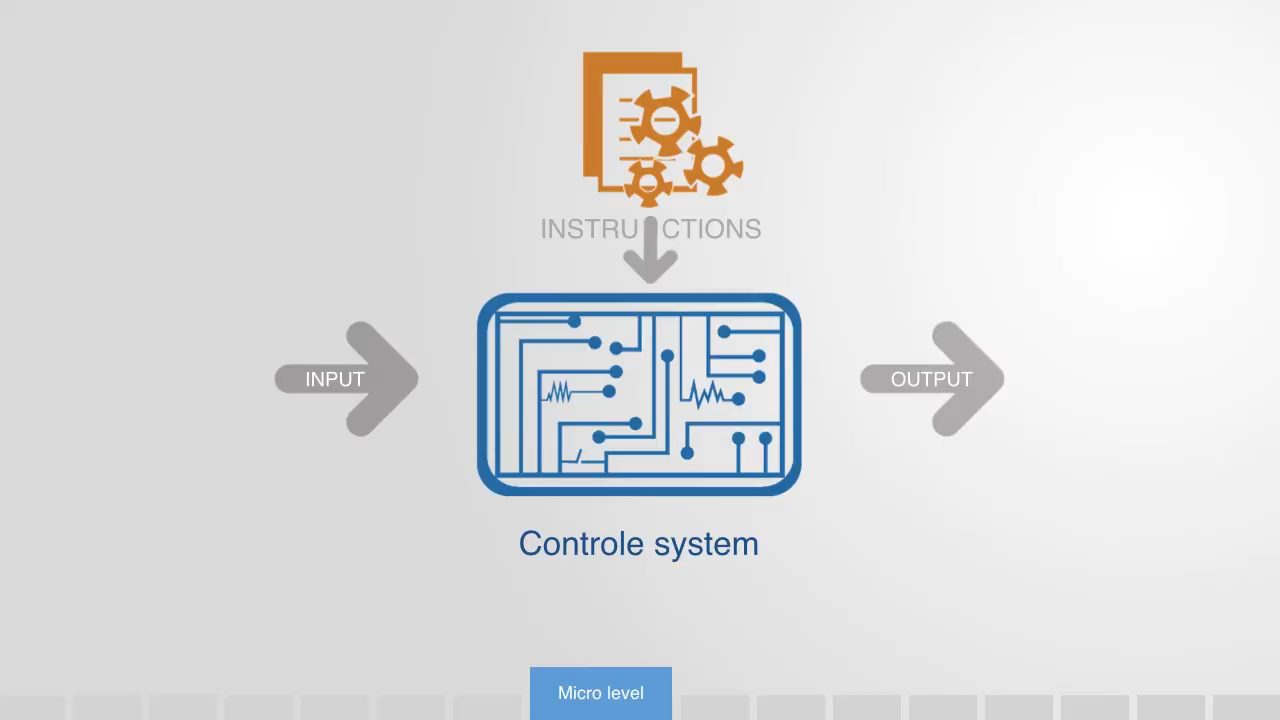 INSTRUCTIONS
INPUT
OUTPUT
Controle system
Micro level